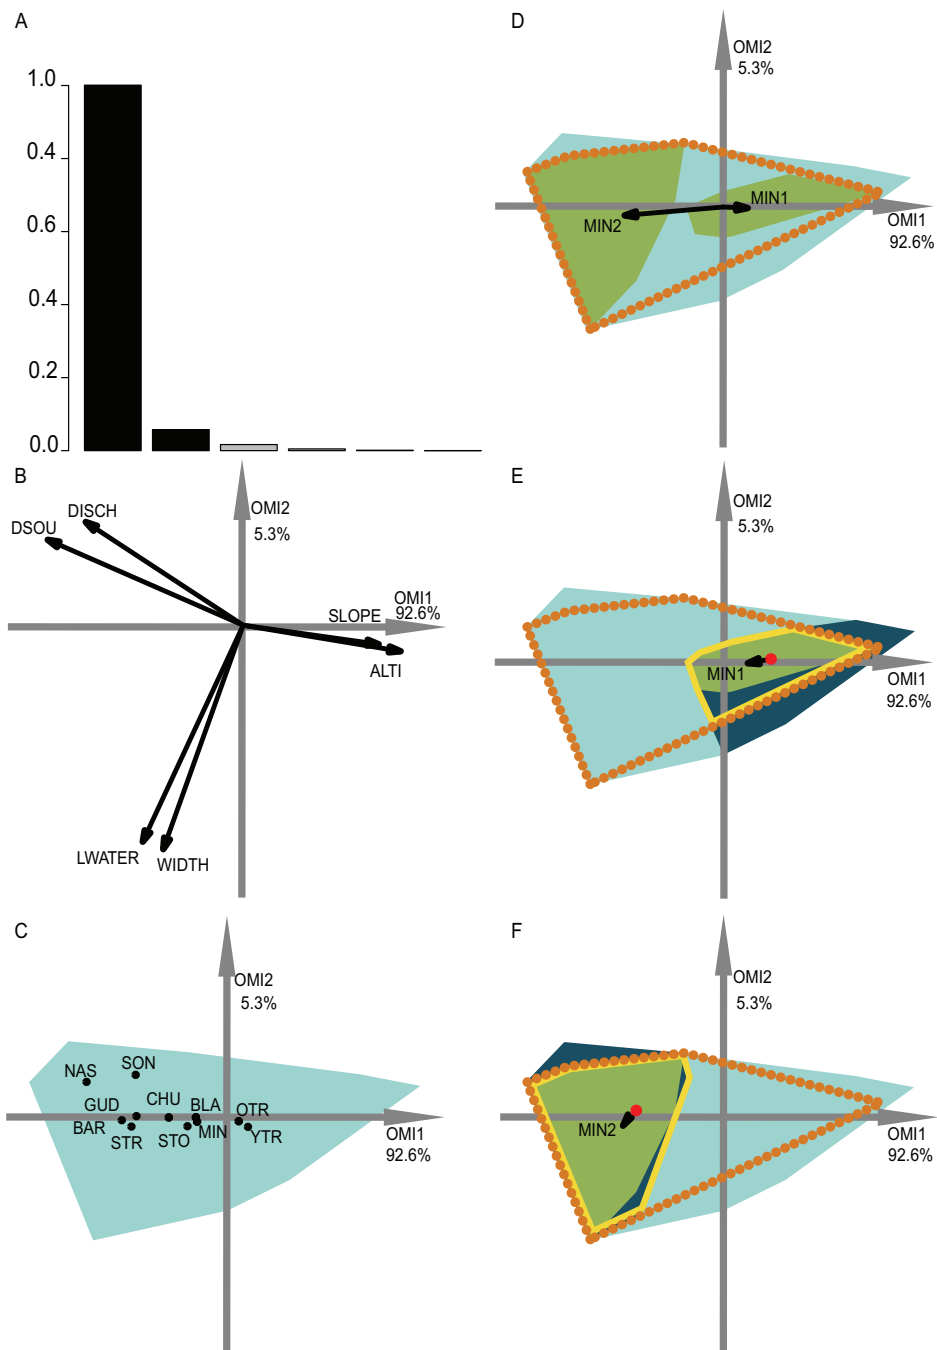 A
1.0
0.4
0.6
0.4
0.2
0.0
B
OMI2
5.3%
DISCH
DSOU
OMI1
92.6%
SLOPE
ALTI
LWATER
WIDTH
C
OMI2
5.3%
NAS
SON
GUD
CHU
BLA
OTR
BAR
STR
STO
MIN
YTR
OMI1
92.6%
D
OMI2
5.3%
MIN1
MIN2
OMI1
92.6%
E
OMI2
5.3%
MIN1
OMI1
92.6%
F
OMI2
5.3%
MIN2
OMI1
92.6%